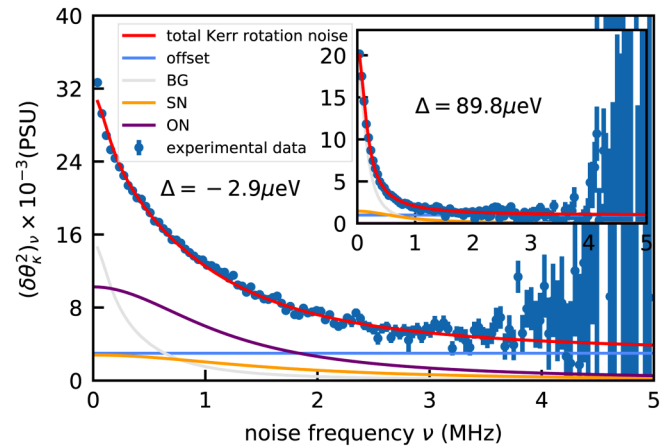 (δθ_K^2)_ν × 10^−3(PSU)
40
32
24
16
8
0
total Kerr rotation noise
offset
BG
SN
ON
experimental data
Δ = −2.9μeV
20
15
10
5
0
Δ = 89.8μeV
0 1 2 3 4 5
0 1 2 3 4 5
noise frequency ν (MHz)